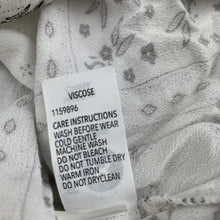 VISCOSE
1159896
CARE INSTRUCTIONS
WASH BEFORE WEAR
COLD GENTLE
MACHINE WASH
DO NOT BLEACH
DO NOT TUMBLE DRY
WARM IRON
DO NOT DRYCLEAN